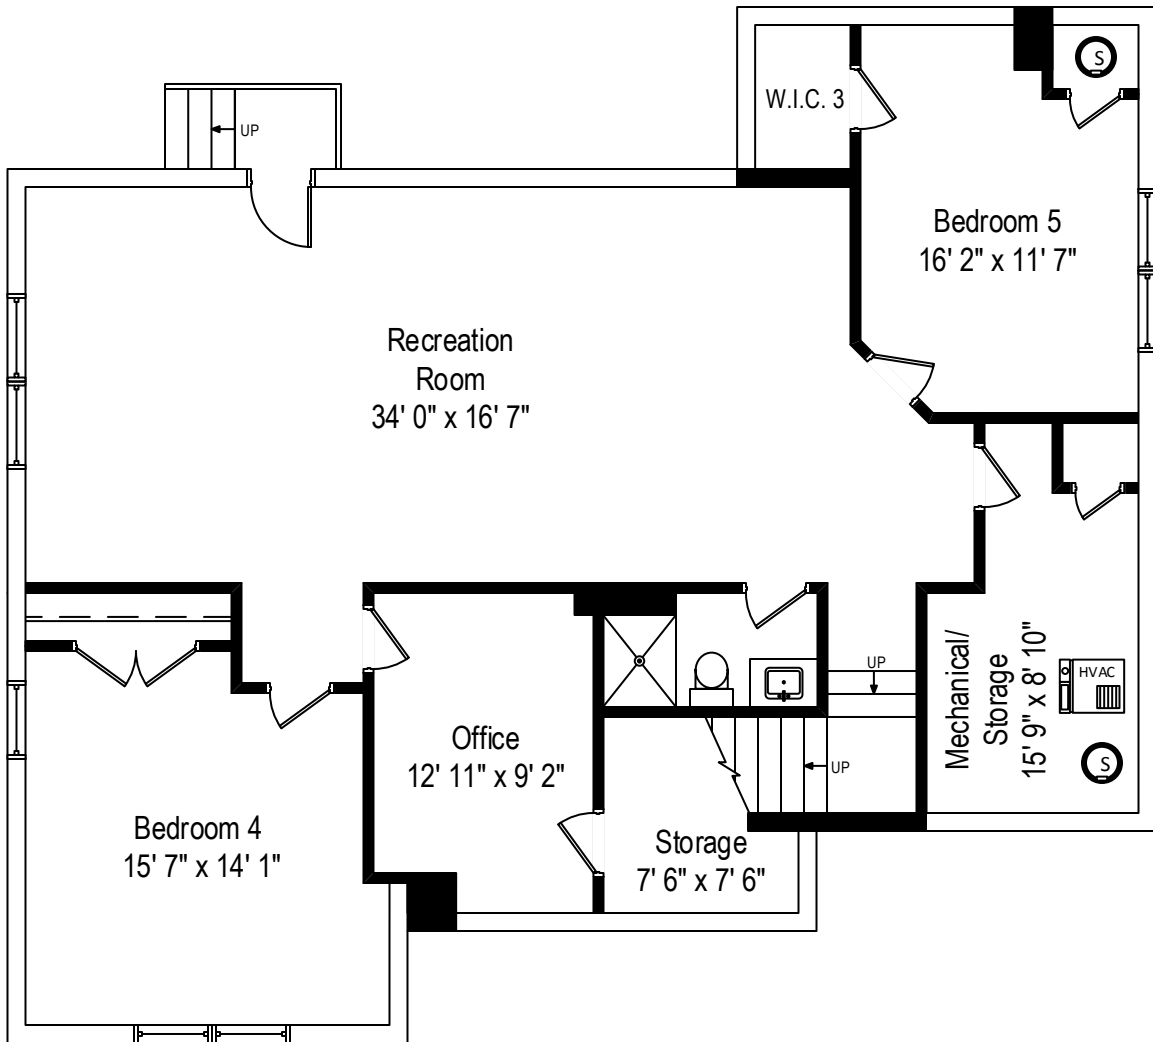 S
W.I.C. 3
UP
Bedroom 5
16' 2" x 11' 7"
Recreation
Room
34' 0" x 16' 7"
Mechanical/
Storage
15' 9" x 8' 10"
HVAC
UP
Office
12' 11" x 9' 2"
UP
S
Bedroom 4
15' 7" x 14' 1"
Storage
7' 6" x 7' 6"